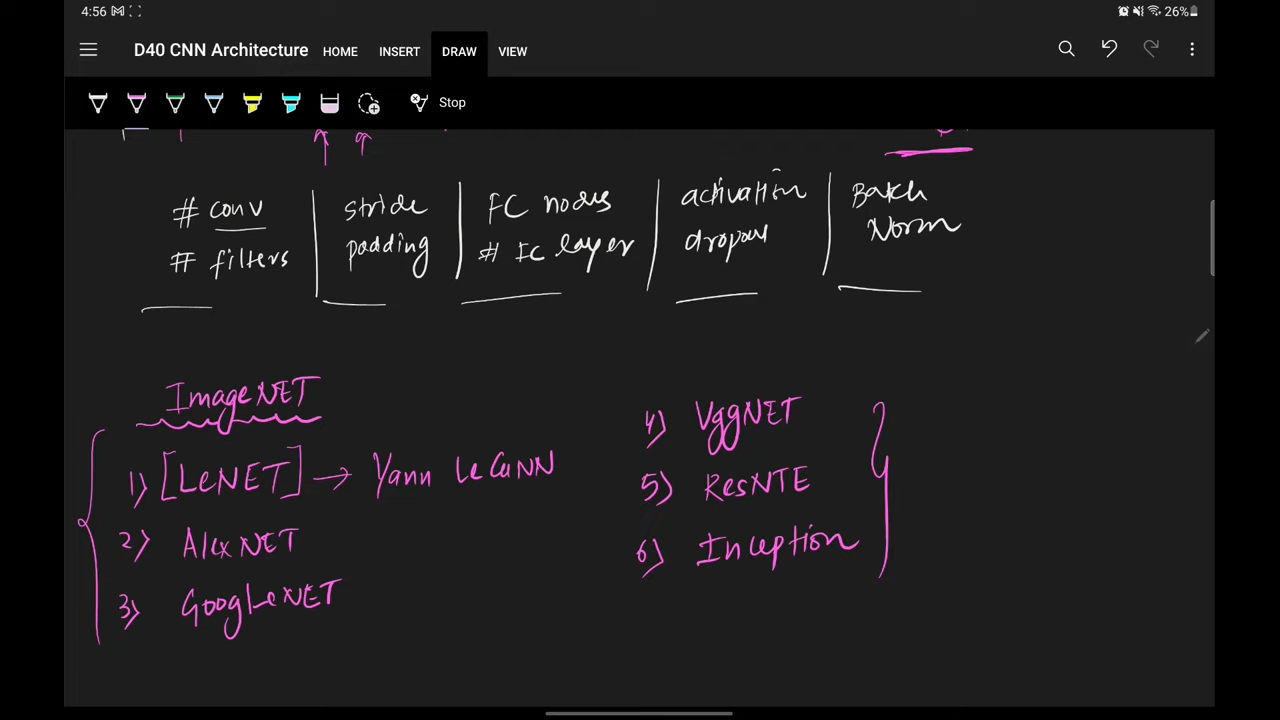 4:56 26%
D40 CNN Architecture HOME INSERT DRAW VIEW
Stop
# conv | stride | FC nodes | activation | Batch
# filters | padding | # FC layer | dropout | Norm
ImageNET
1) [LeNET] → Yann LeCuNN
2) AlexNET
3) GoogLeNET
4) VggNET
5) ResNTE
6) Inception